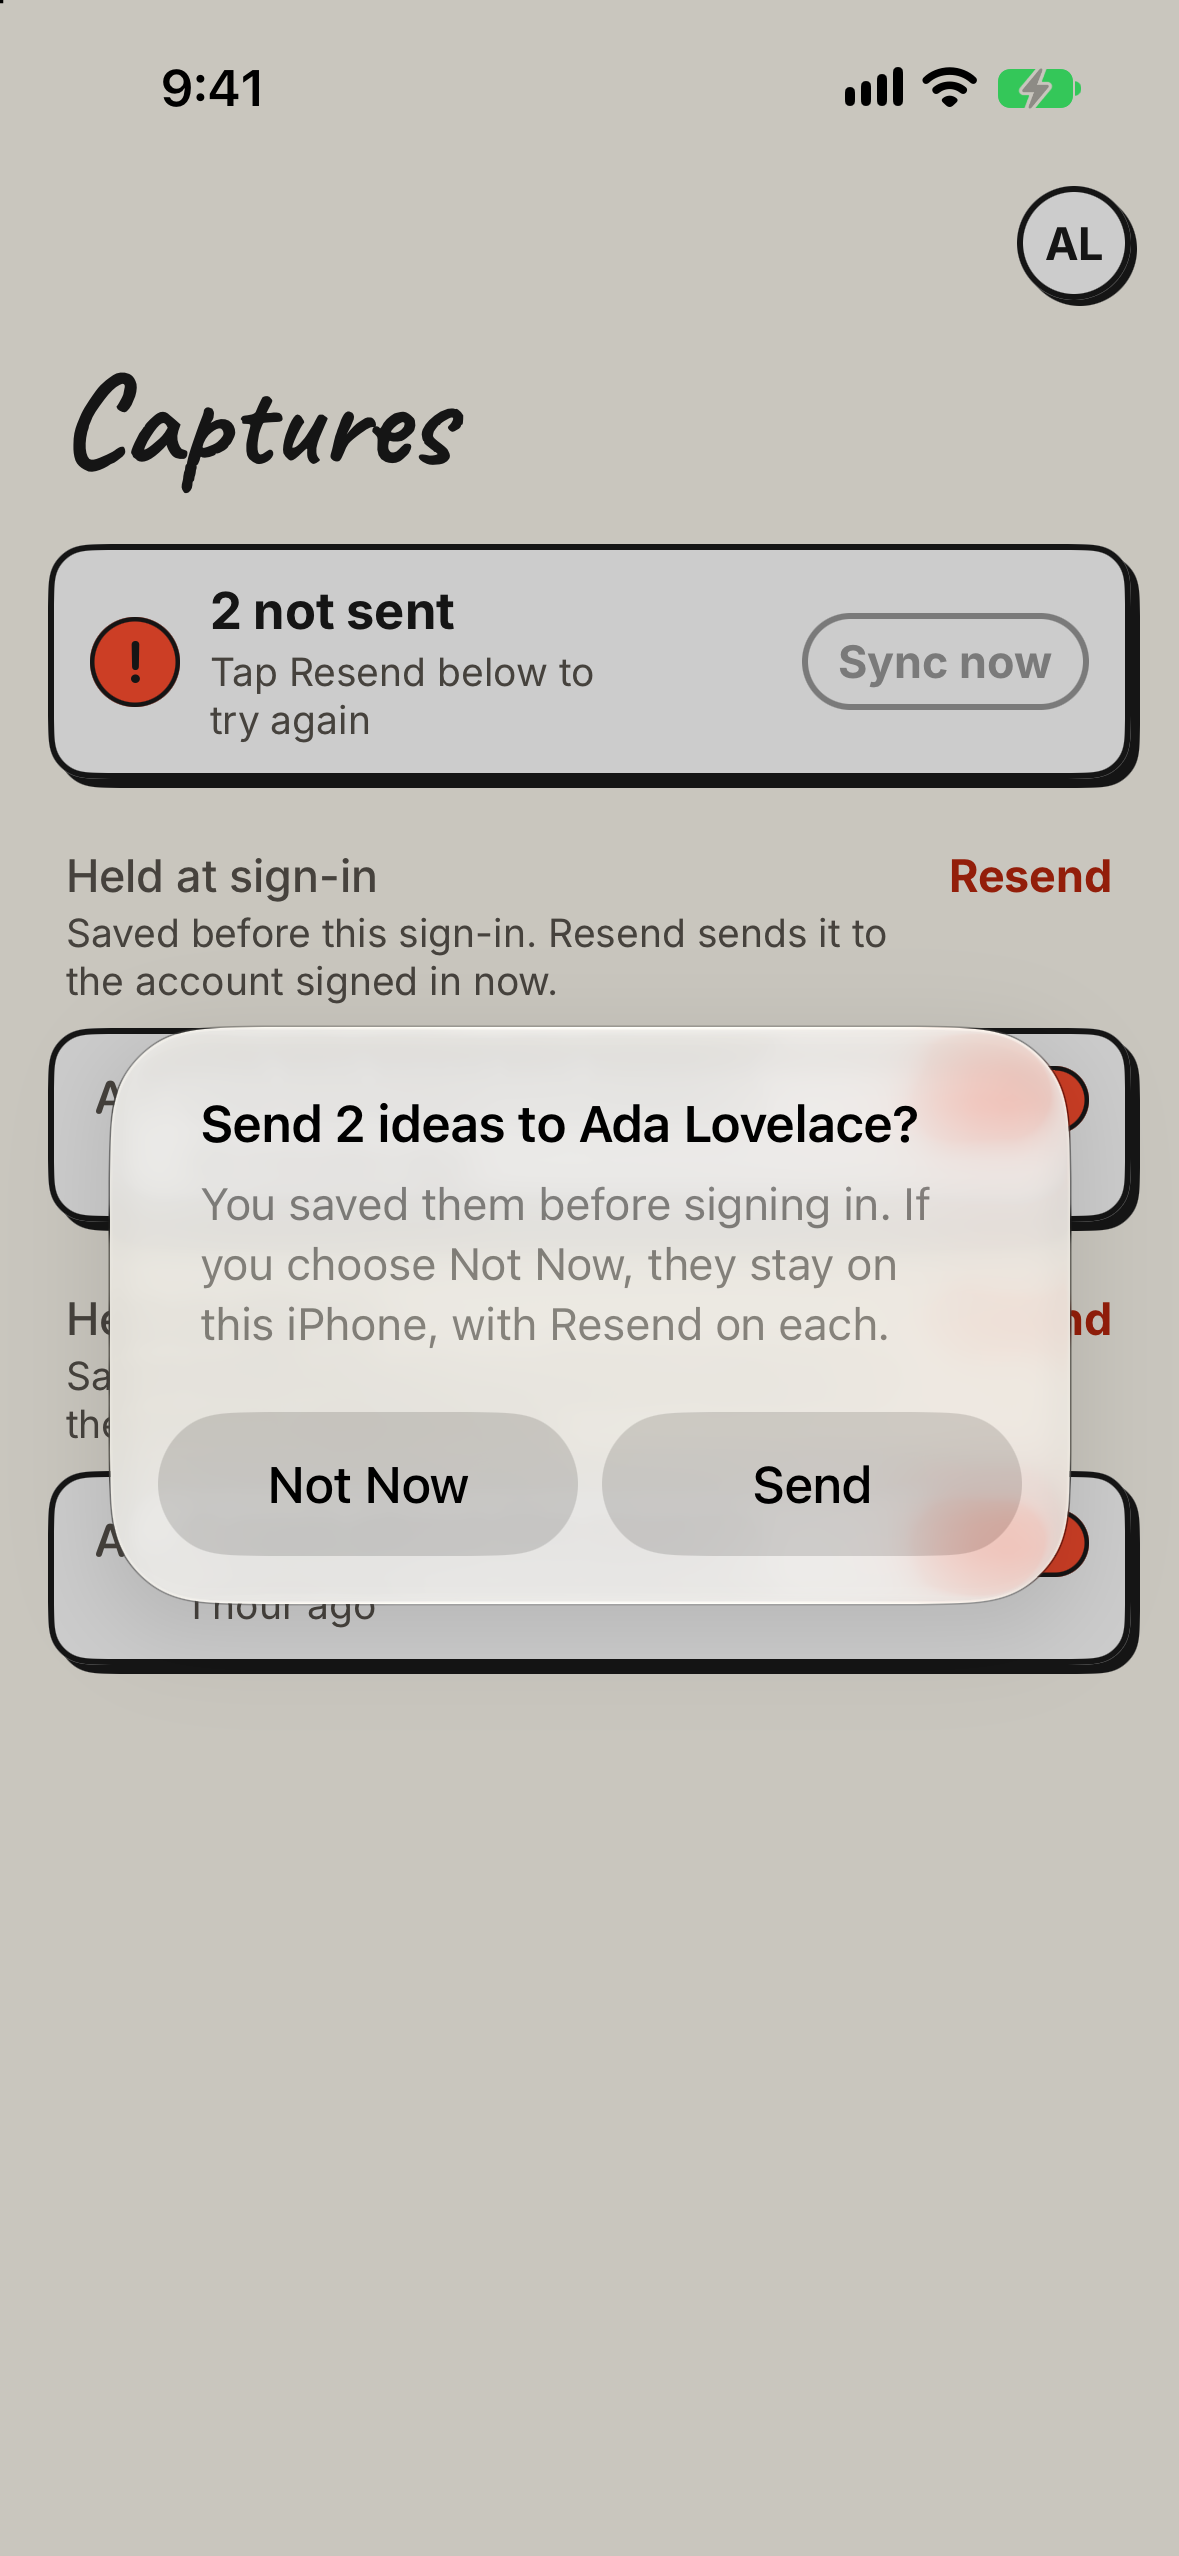 9:41
AL
Captures
2 not sent
Tap Resend below to
try again
Sync now
Held at sign-in
Resend
Saved before this sign-in. Resend sends it to
the account signed in now.
Send 2 ideas to Ada Lovelace?
You saved them before signing in. If
you choose Not Now, they stay on
this iPhone, with Resend on each.
Not Now
Send
1 hour ago